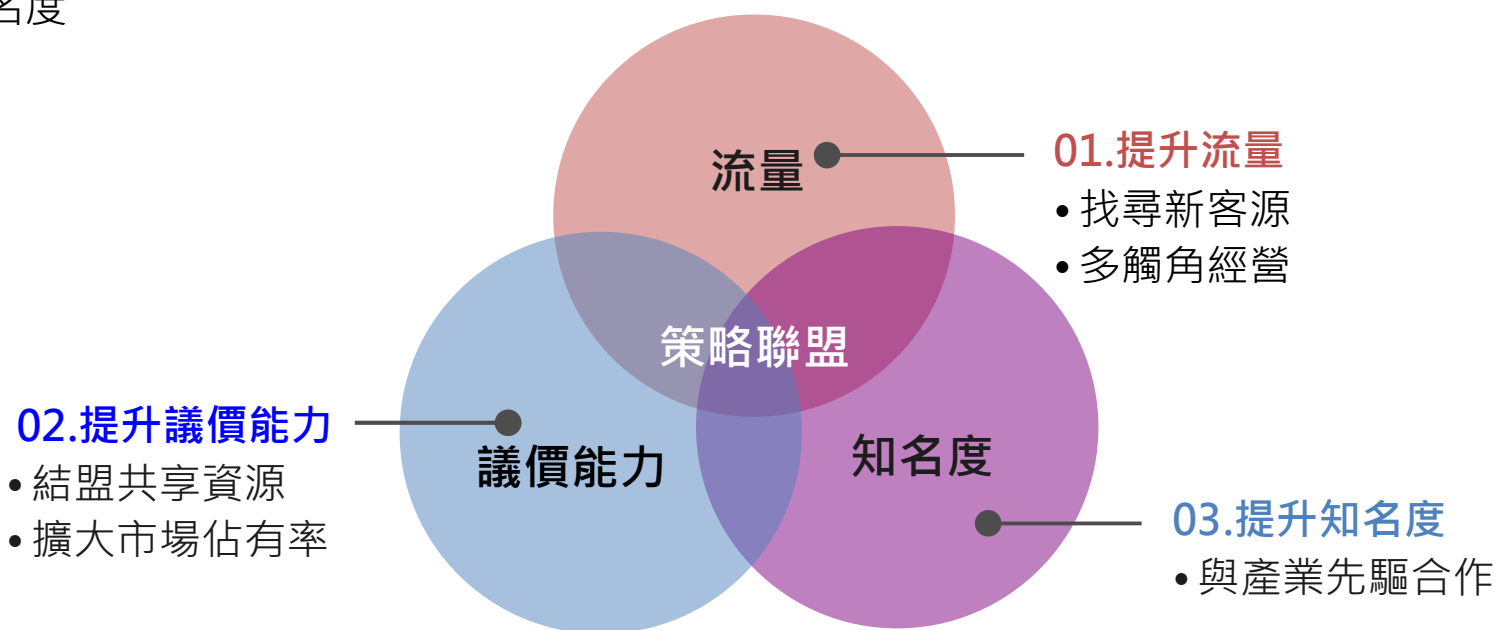 名度
流量
01.提升流量
• 找尋新客源
• 多觸角經營
策略聯盟
02.提升議價能力
• 結盟共享資源
• 擴大市場佔有率
議價能力
知名度
03.提升知名度
• 與產業先驅合作